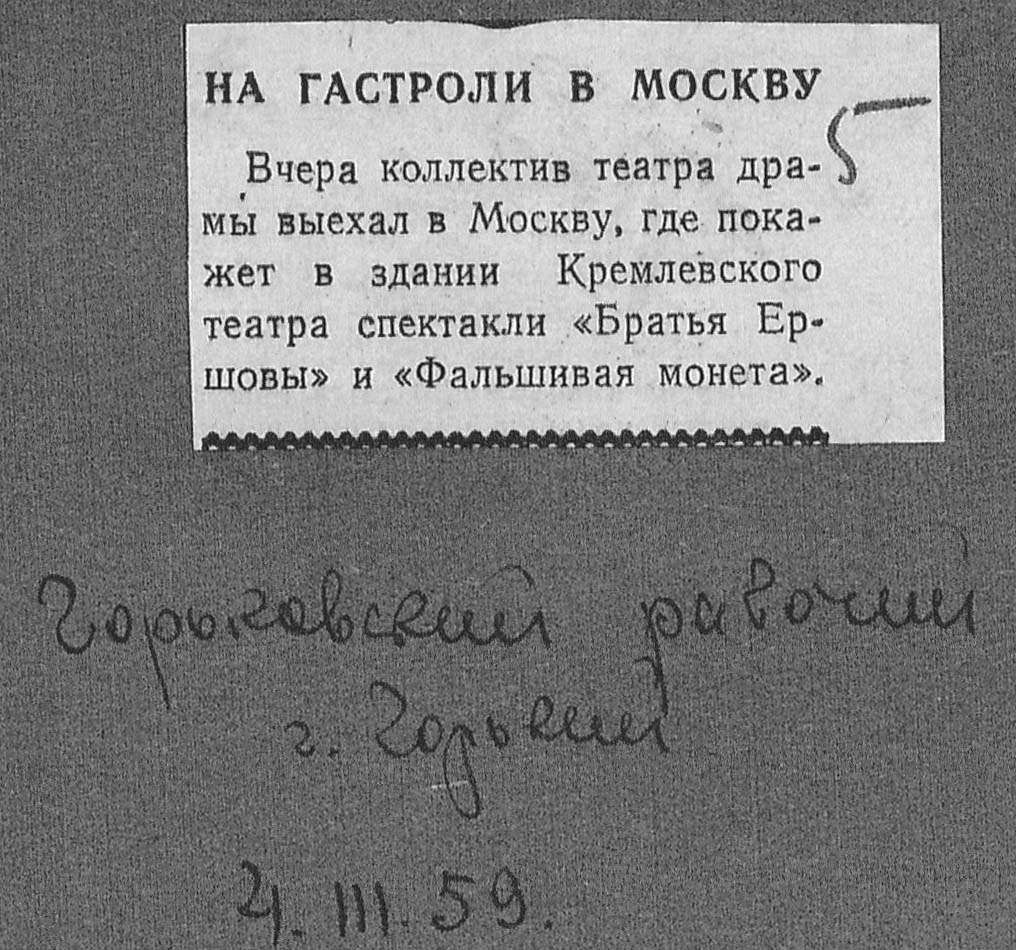 НА ГАСТРОЛИ В МОСКВУ
Вчера коллектив театра дра-
мы выехал в Москву, где пока-
жет в здании Кремлевского
театра спектакли «Братья Ер-
шовы» и «Фальшивая монета».
Горьковский рабочий
г. Горький
4. III. 59.